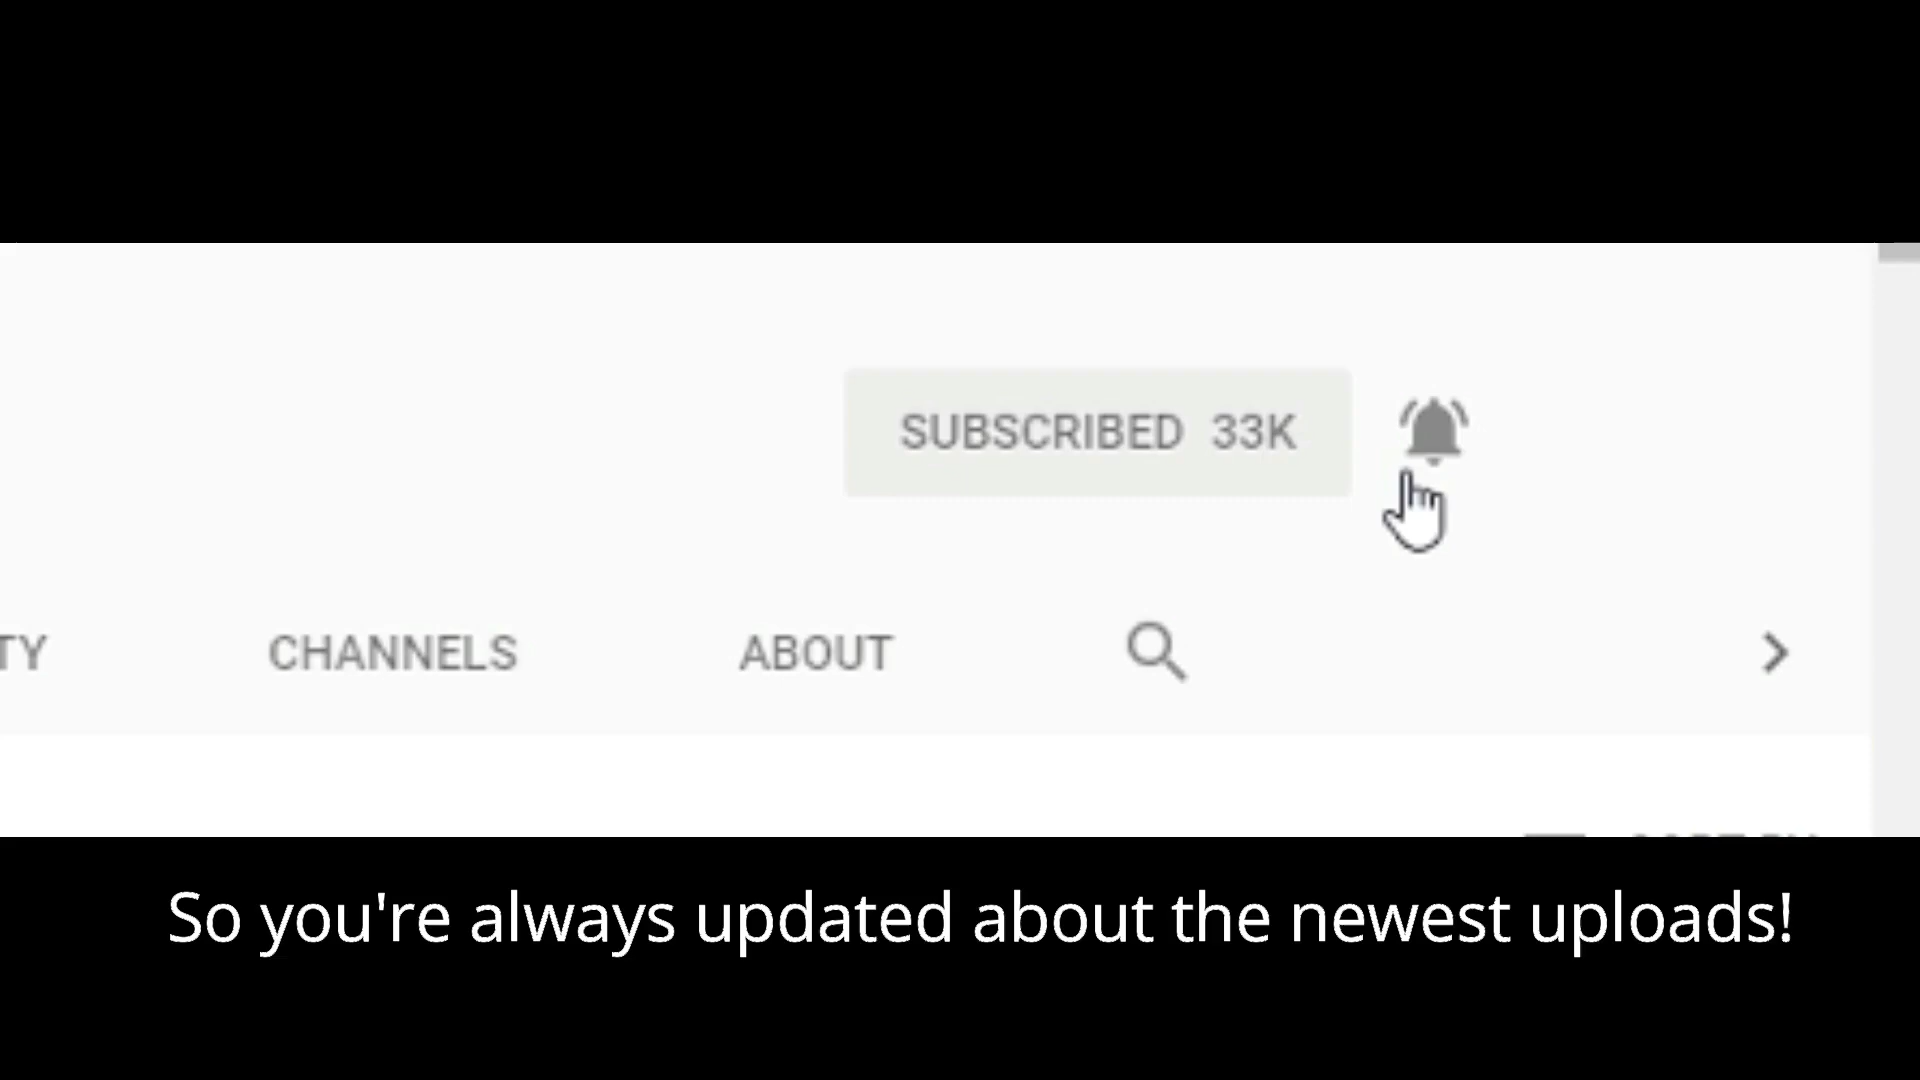 SUBSCRIBED 33K
TY CHANNELS ABOUT
So you're always updated about the newest uploads!